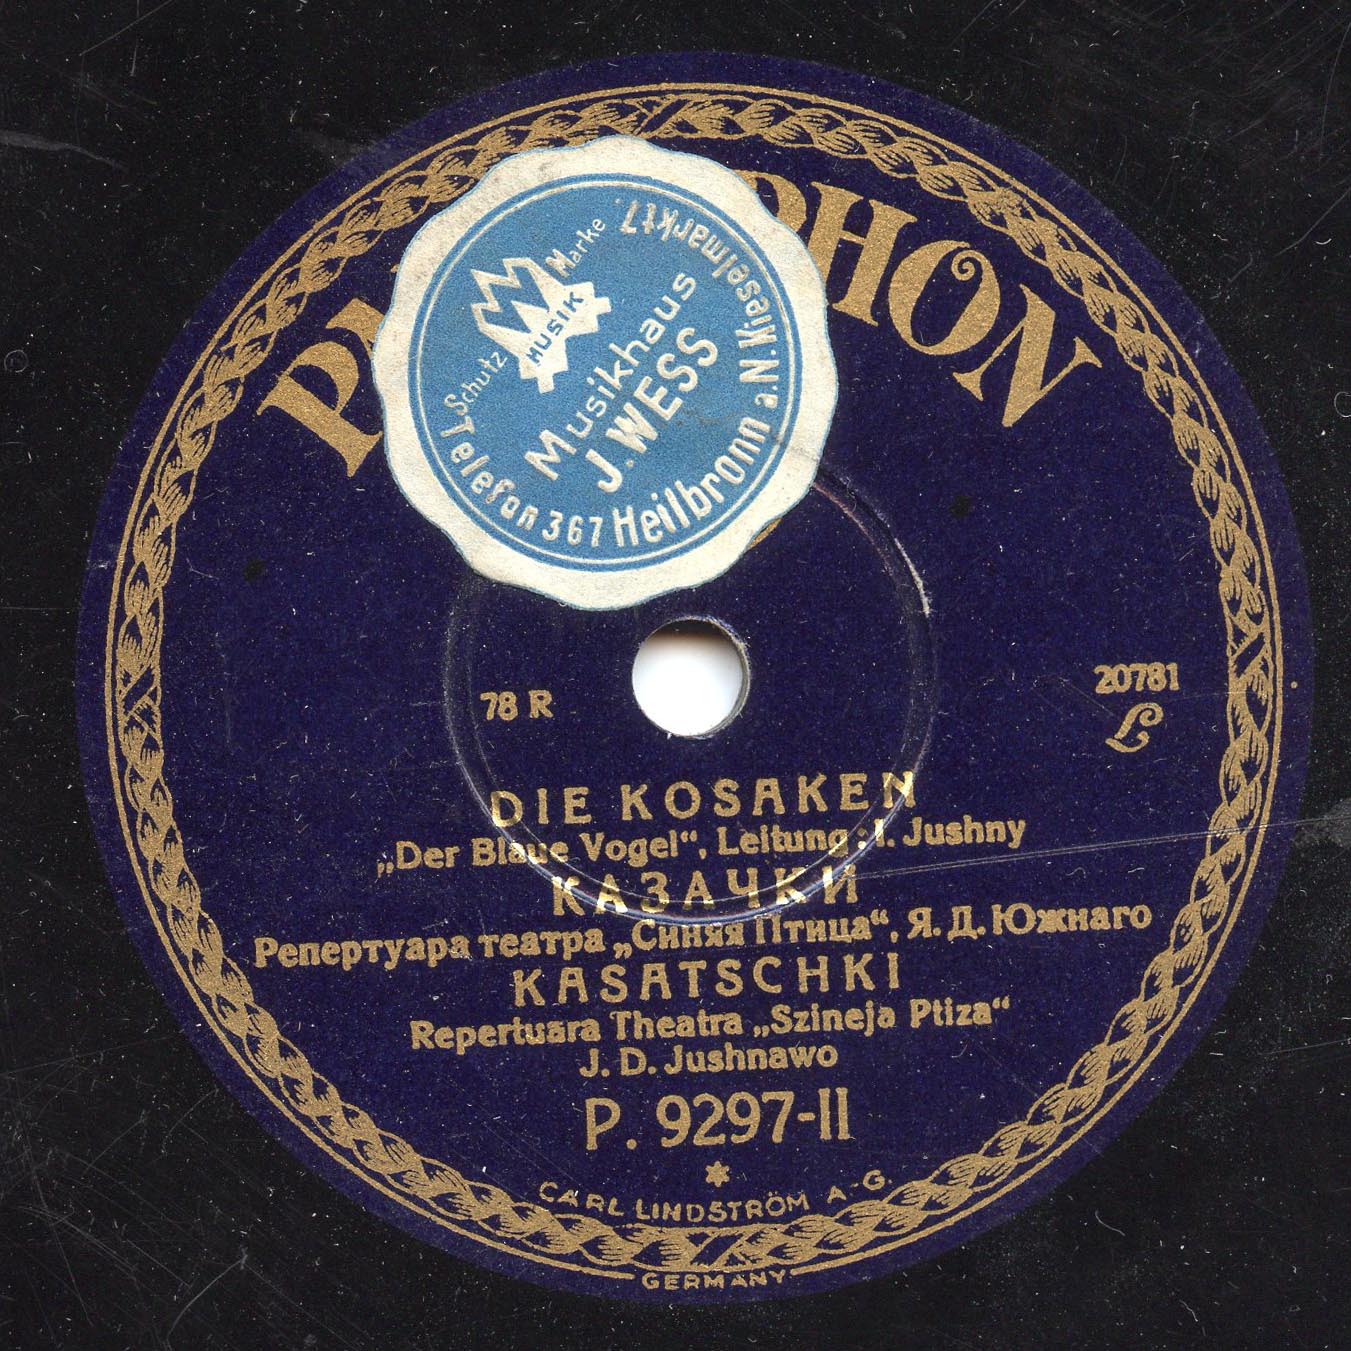 PA PHON
Schutz Marke
MUSIK
Musikhaus
J. WESS
Telefon 367 Heilbronn a.N. Kieselmarkt 7.
78 R
20781
DIE KOSAKEN
„Der Blaue Vogel“, Leitung: I. Jushny
КАЗАЧКИ
Репертуара театра „Синяя Птица“, Я. Д. Южнаго
KASATSCHKI
Repertuara Theatra „Szineja Ptiza“
J. D. Jushnawo
P. 9297-II
CARL LINDSTRÖM A-G.
GERMANY